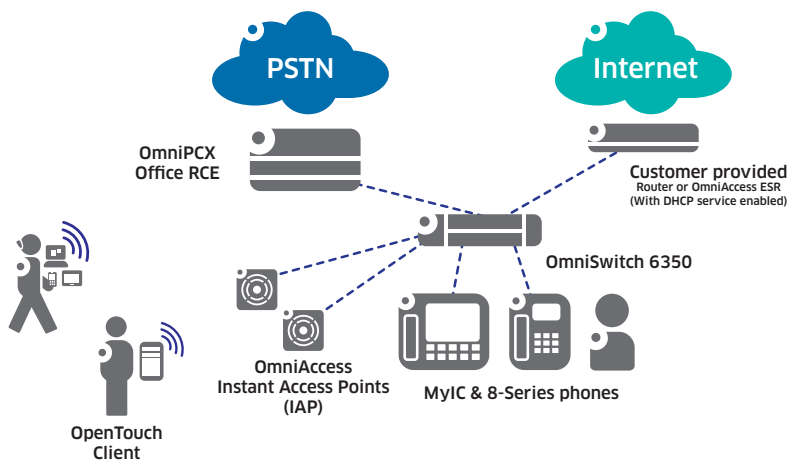 PSTN
Internet
OmniPCX
Office RCE
Customer provided
Router or OmniAccess ESR
(With DHCP service enabled)
OmniSwitch 6350
OmniAccess
Instant Access Points
(IAP)
MyIC & 8-Series phones
OpenTouch
Client